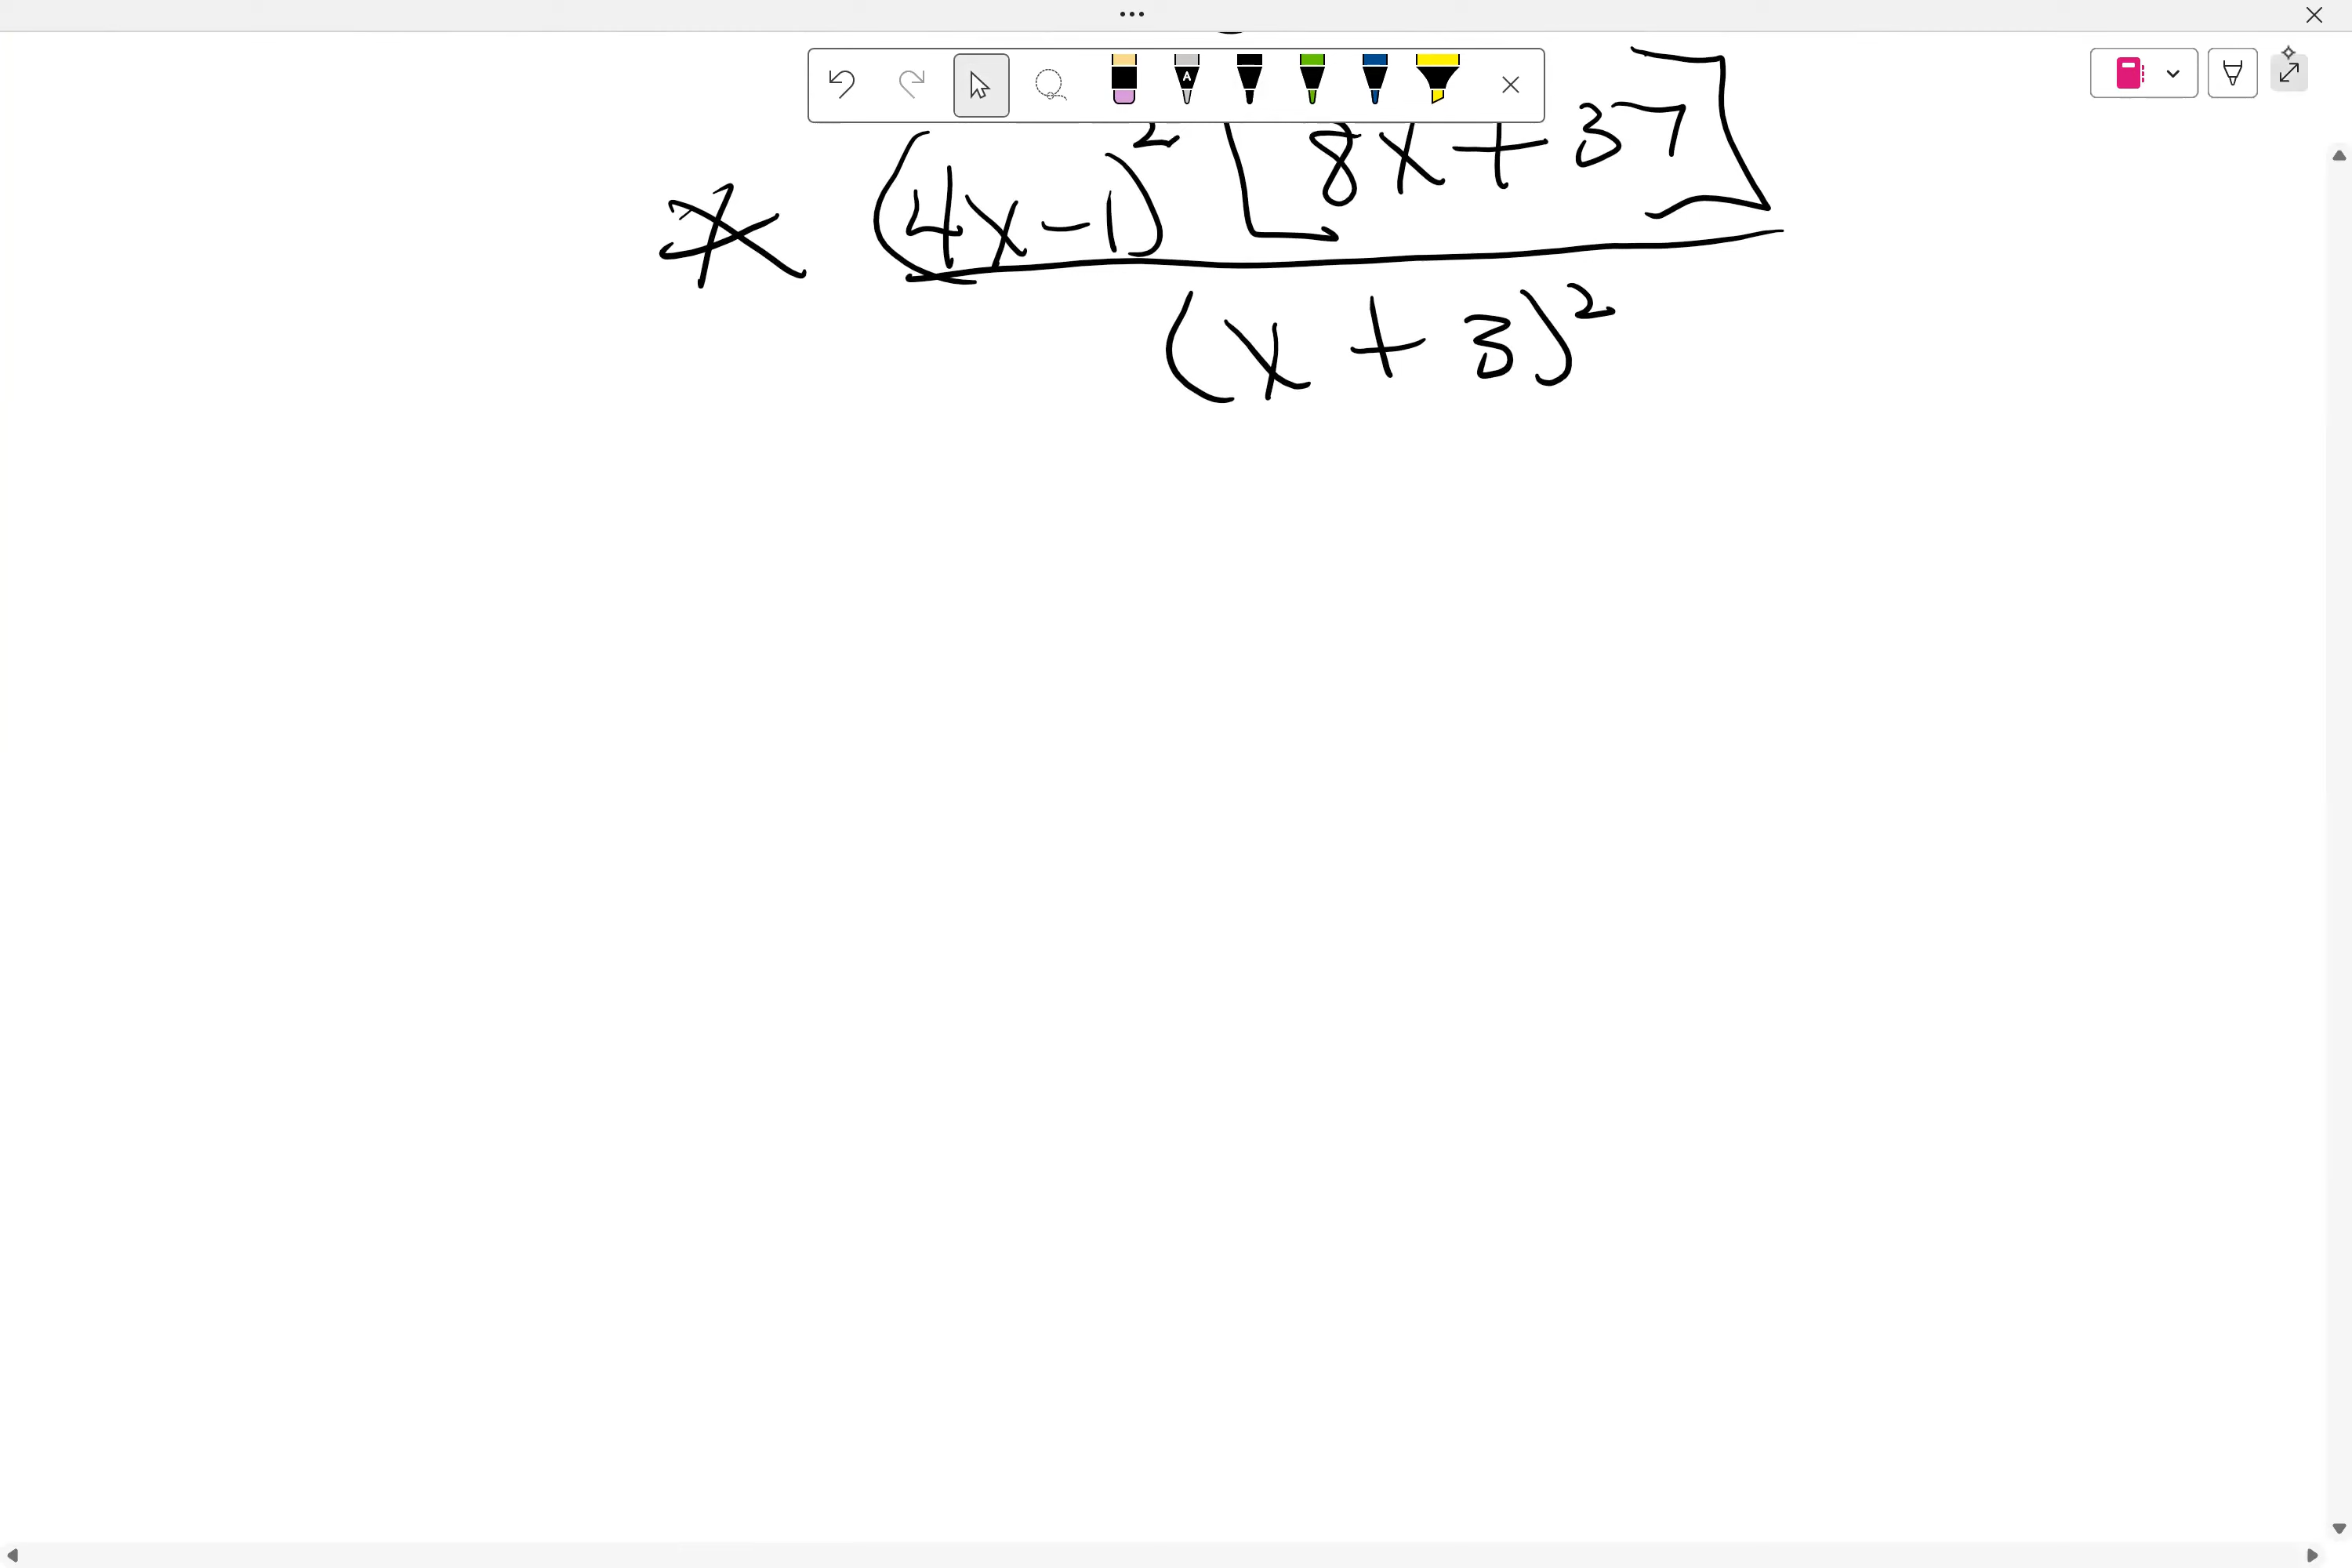 * (4x-1)² [8x+37]
(x + 3)²